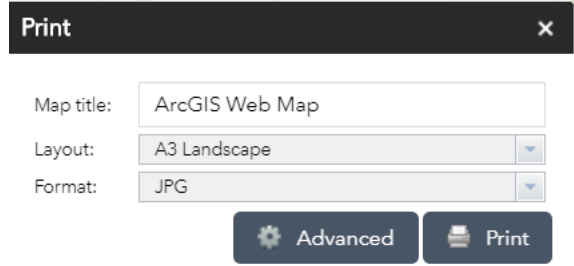 Print
Map title: ArcGIS Web Map
Layout: A3 Landscape
Format: JPG
Advanced Print